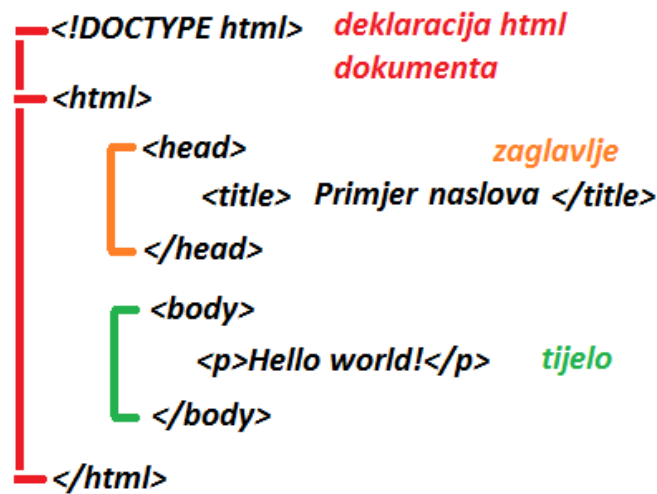 <!DOCTYPE html> deklaracija html
dokumenta
<html>
<head> zaglavlje
<title> Primjer naslova </title>
</head>
<body>
<p>Hello world!</p> tijelo
</body>
</html>